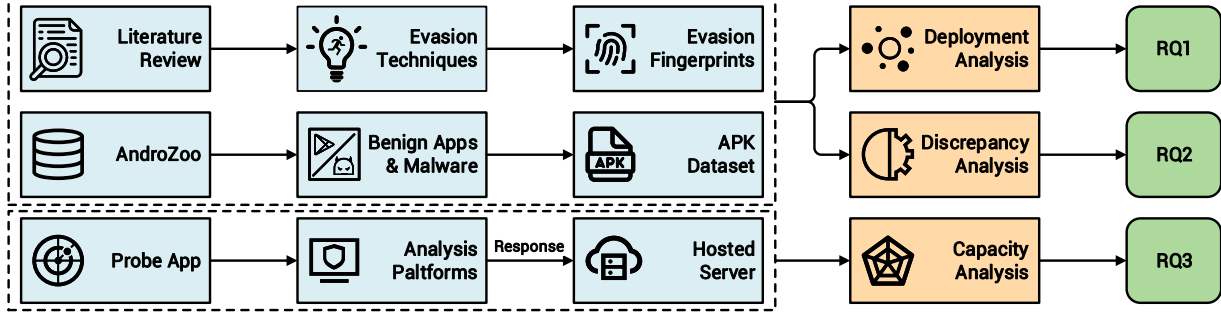 Literature
Review
Evasion
Techniques
Evasion
Fingerprints
Deployment
Analysis
RQ1
AndroZoo
Benign Apps
& Malware
APK
APK
Dataset
Discrepancy
Analysis
RQ2
Probe App
Analysis
Paltforms
Response
Hosted
Server
Capacity
Analysis
RQ3